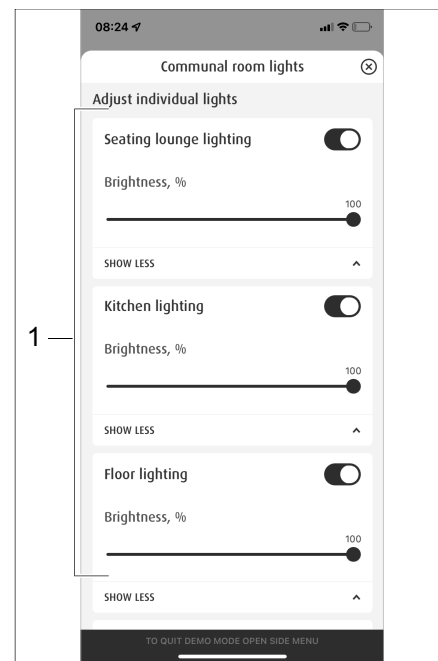 08:24
Communal room lights
Adjust individual lights
Seating lounge lighting
Brightness, %
100
SHOW LESS
1
Kitchen lighting
Brightness, %
100
SHOW LESS
Floor lighting
Brightness, %
100
SHOW LESS
TO QUIT DEMO MODE OPEN SIDE MENU